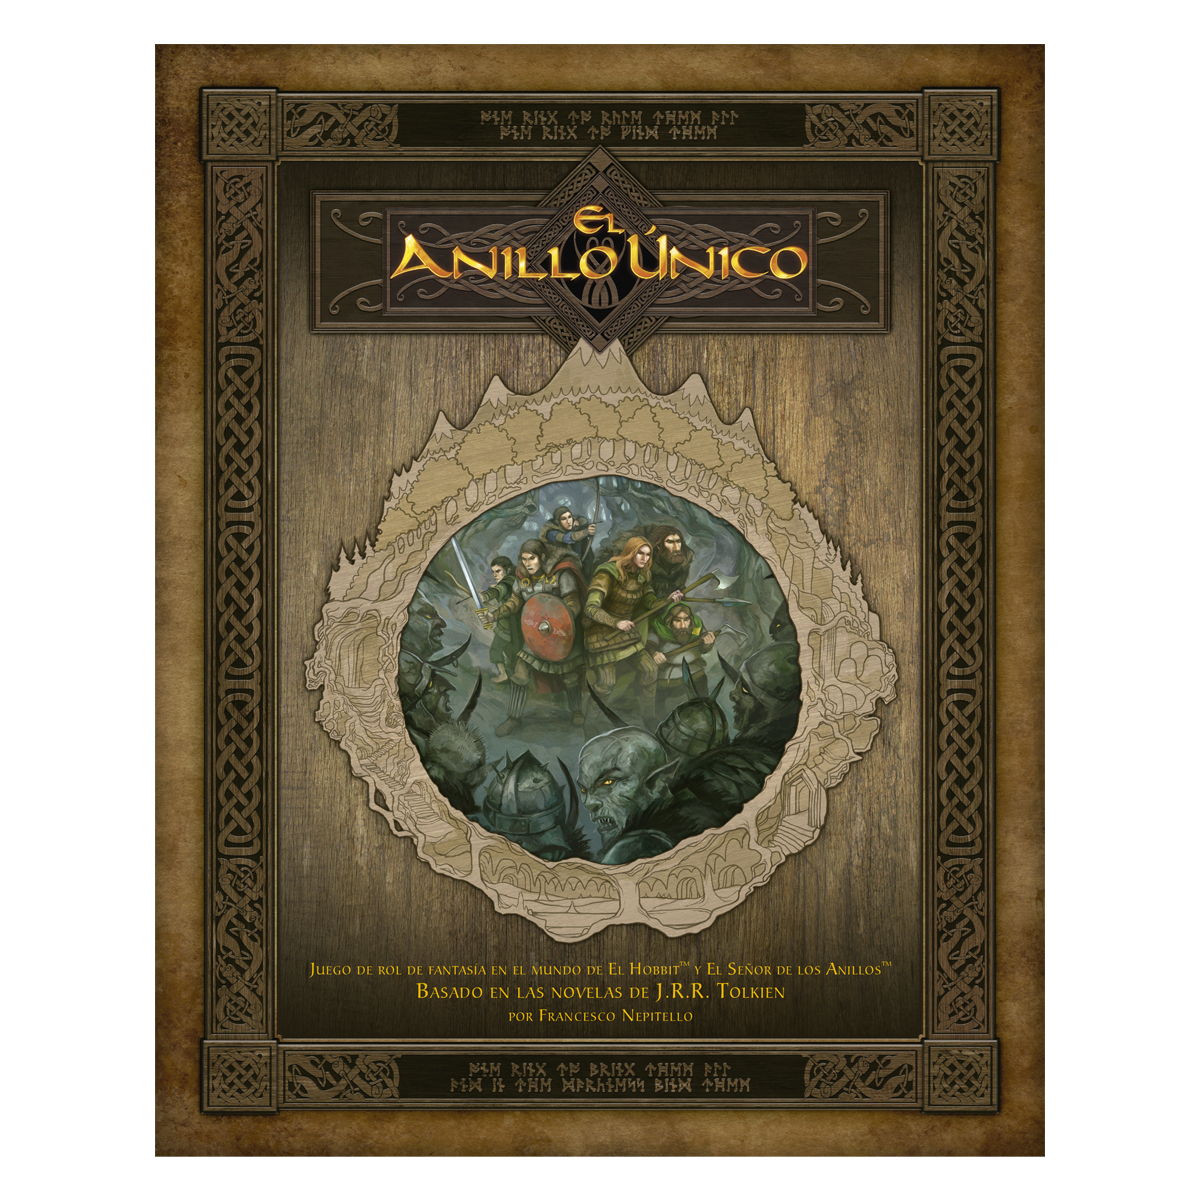 El
Anillo Único
Juego de rol de fantasía en el mundo de El Hobbit™ y El Señor de los Anillos™
Basado en las novelas de J.R.R. Tolkien
por Francesco Nepitello